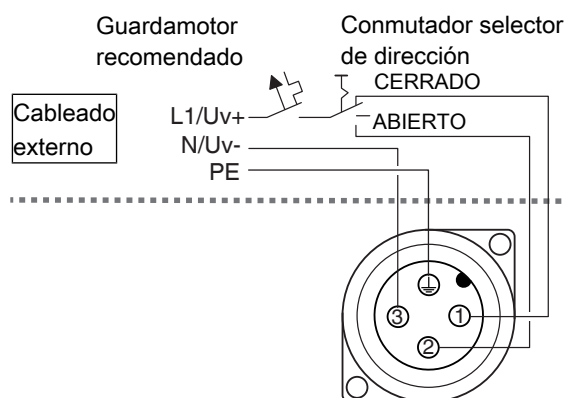 Guardamotor
recomendado
Conmutador selector
de dirección
CERRADO
Cableado
externo
L1/Uv+
ABIERTO
N/Uv-
PE
3
1
2